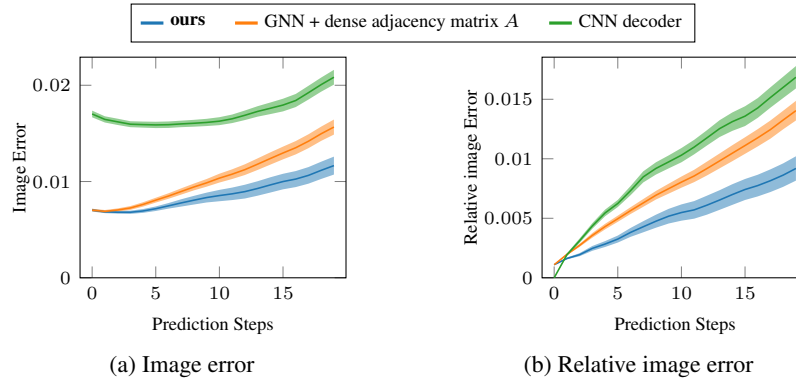 ours GNN + dense adjacency matrix A CNN decoder
0.02
0.01
0
0 5 10 15
Image Error
Prediction Steps
(a) Image error
0.015
0.01
0.005
0
0 5 10 15
Relative image Error
Prediction Steps
(b) Relative image error